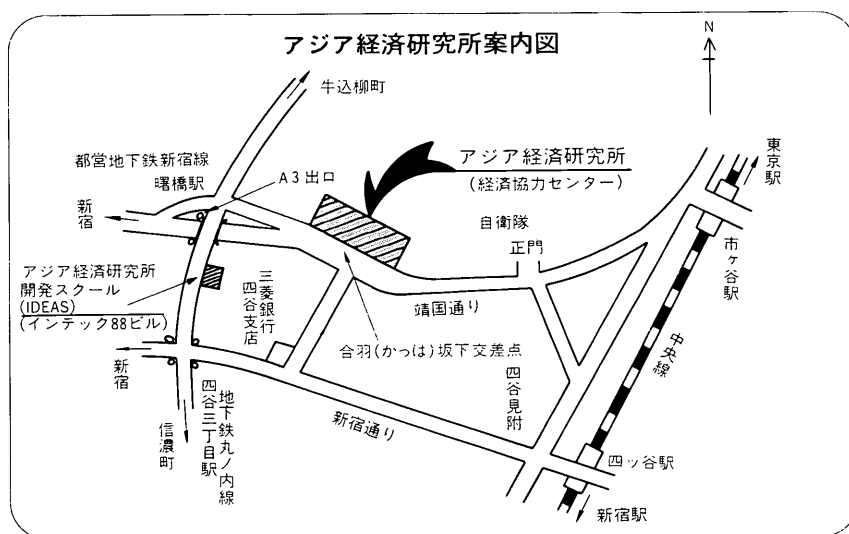 アジア経済研究所案内図
N
牛込柳町
都営地下鉄新宿線
曙橋駅
A3出口
アジア経済研究所
(経済協力センター)
東京駅
新宿
自衛隊
正門
市ヶ谷駅
アジア経済研究所
開発スクール
(IDEAS)
(インテック88ビル)
三菱銀行
四谷支店
靖国通り
合羽(かっは)坂下交差点
中央線
新宿
四谷見附
新宿通り
地下鉄丸ノ内線
四谷三丁目駅
信濃町
四ッ谷駅
新宿駅